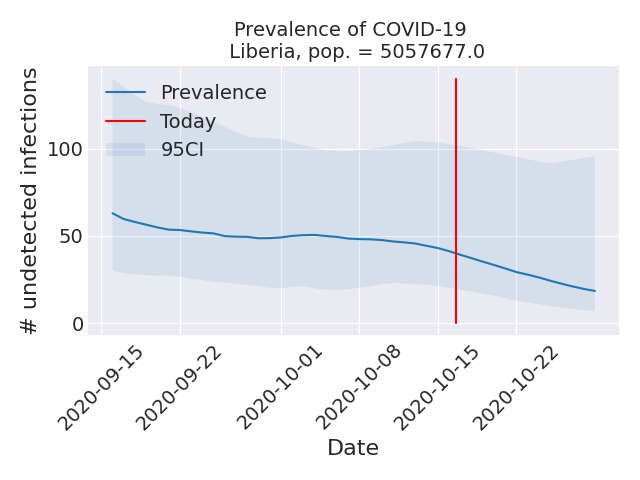 Prevalence of COVID-19
Liberia, pop. = 5057677.0
# undetected infections
100
50
0
Prevalence
Today
95CI
2020-09-15
2020-09-22
2020-10-01
2020-10-08
2020-10-15
2020-10-22
Date